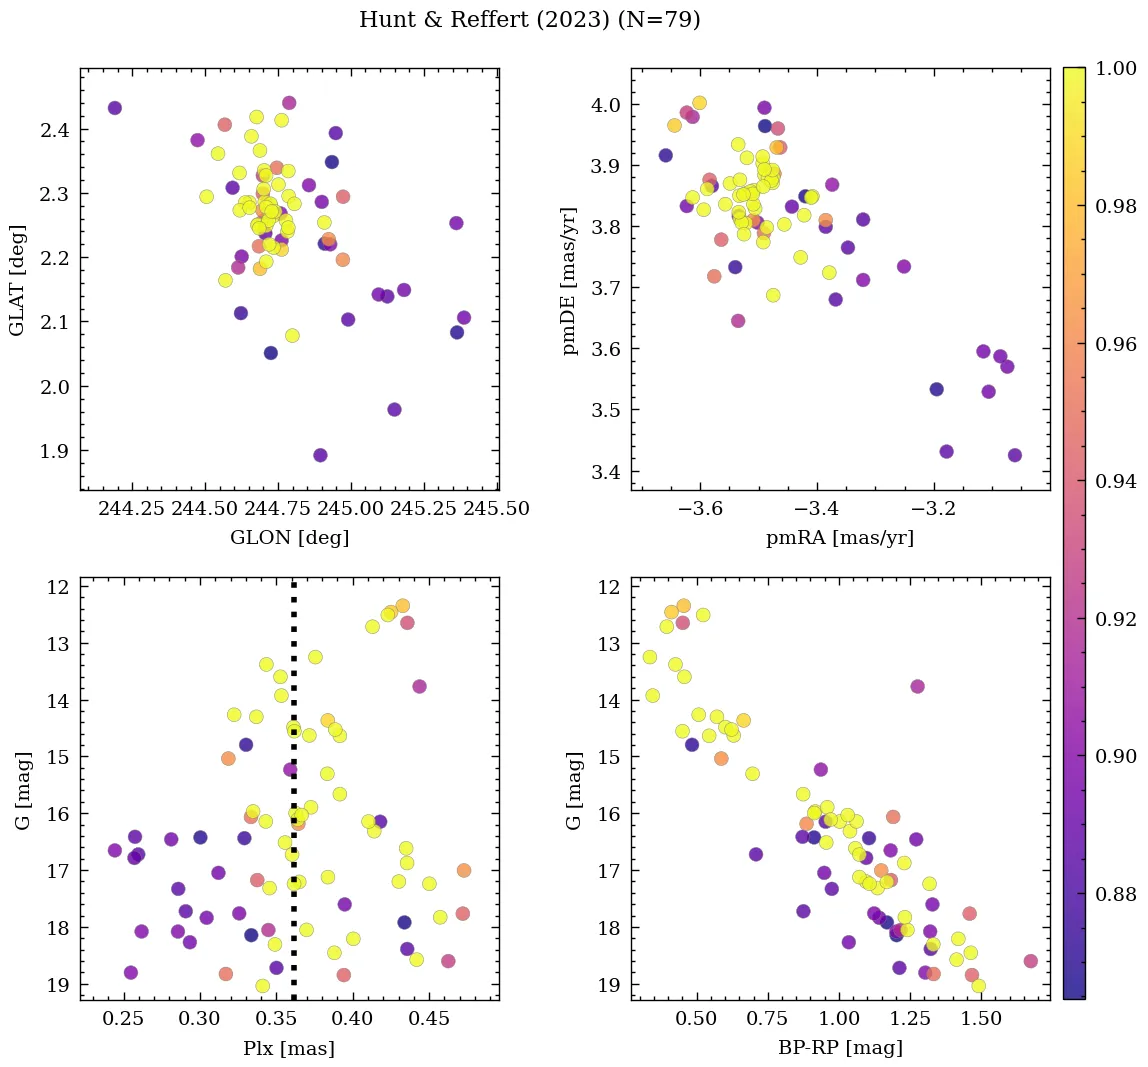 Hunt & Reffert (2023) (N=79)
2.4
2.3
2.2
2.1
2.0
1.9
GLAT [deg]
244.25 244.50 244.75 245.00 245.25 245.50
GLON [deg]
4.0
3.9
3.8
3.7
3.6
3.5
3.4
pmDE [mas/yr]
−3.6 −3.4 −3.2
pmRA [mas/yr]
12
13
14
15
16
17
18
19
G [mag]
0.25 0.30 0.35 0.40 0.45
Plx [mas]
12
13
14
15
16
17
18
19
G [mag]
0.50 0.75 1.00 1.25 1.50
BP-RP [mag]
1.00
0.98
0.96
0.94
0.92
0.90
0.88